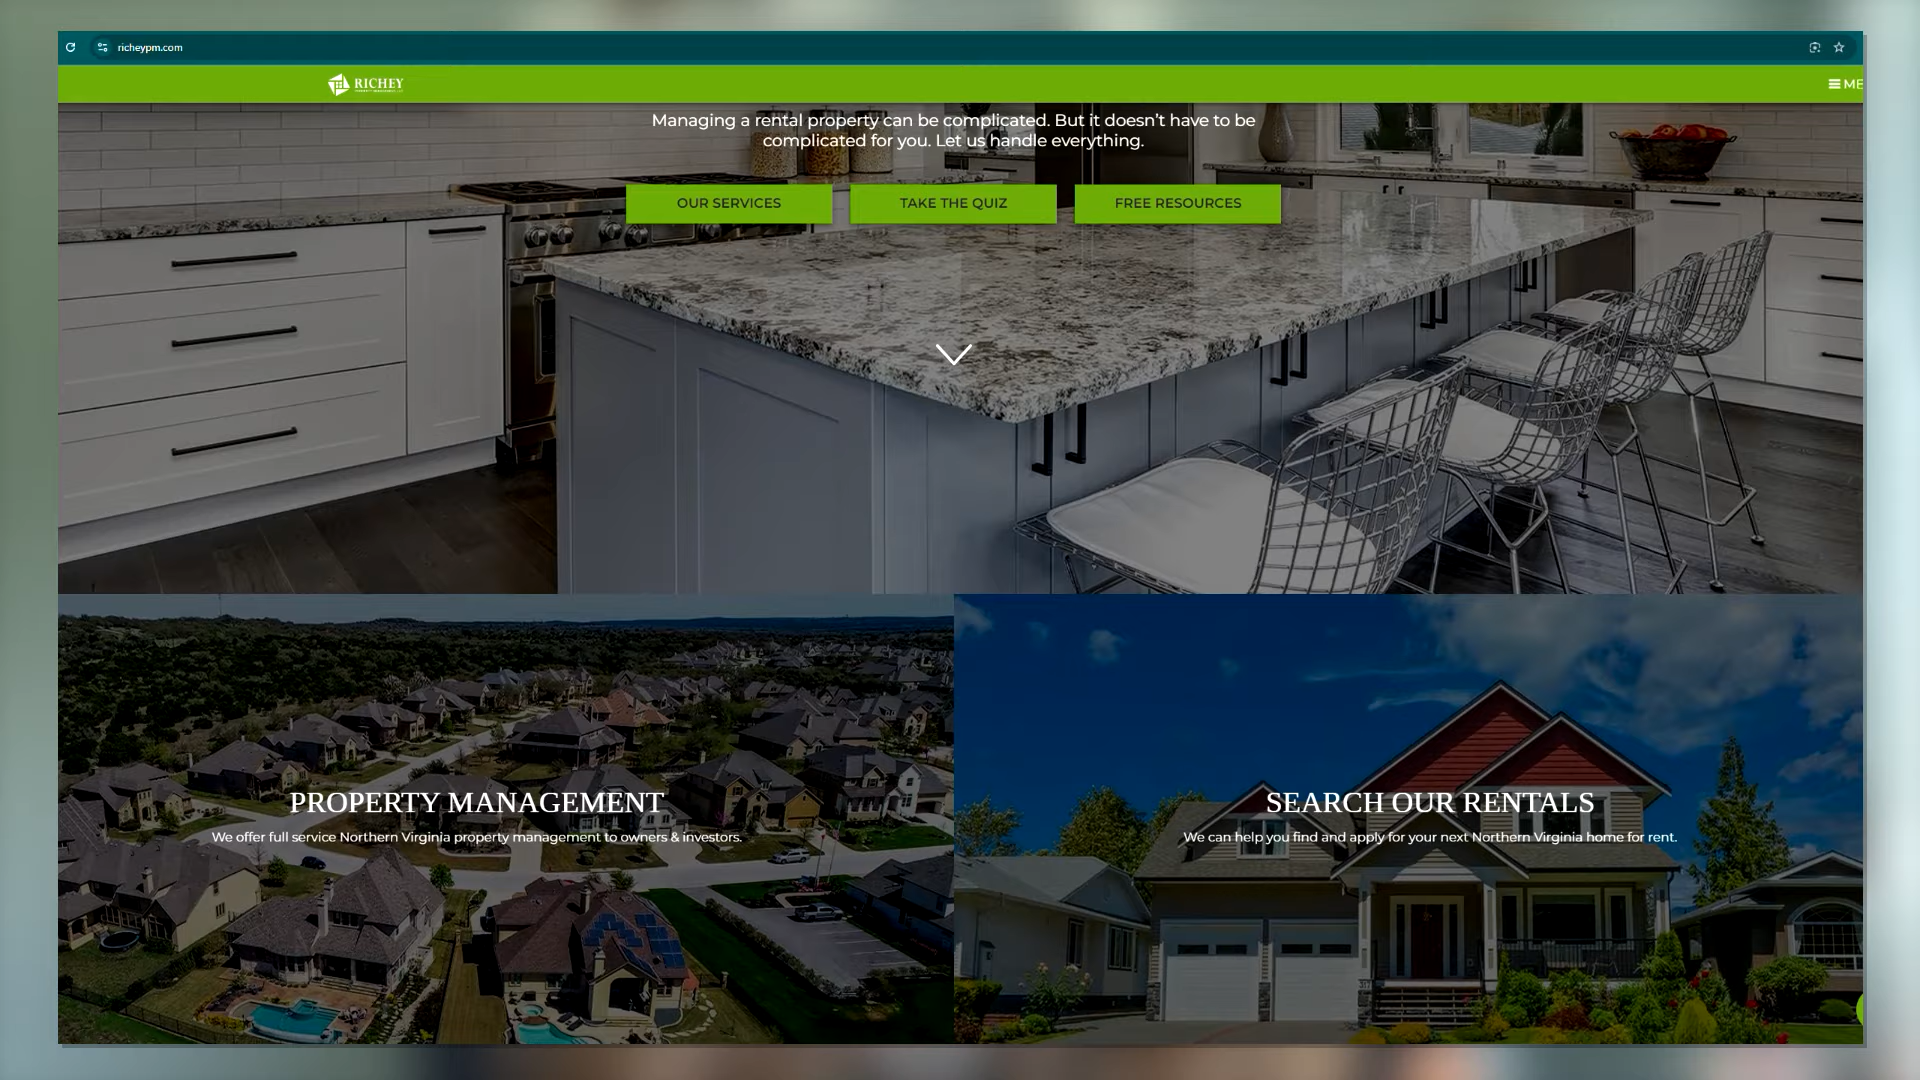 richeypm.com
RICHEY
ME
Managing a rental property can be complicated. But it doesn't have to be
complicated for you. Let us handle everything.
OUR SERVICES
TAKE THE QUIZ
FREE RESOURCES
PROPERTY MANAGEMENT
We offer full service Northern Virginia property management to owners & investors.
SEARCH OUR RENTALS
We can help you find and apply for your next Northern Virginia home for rent.